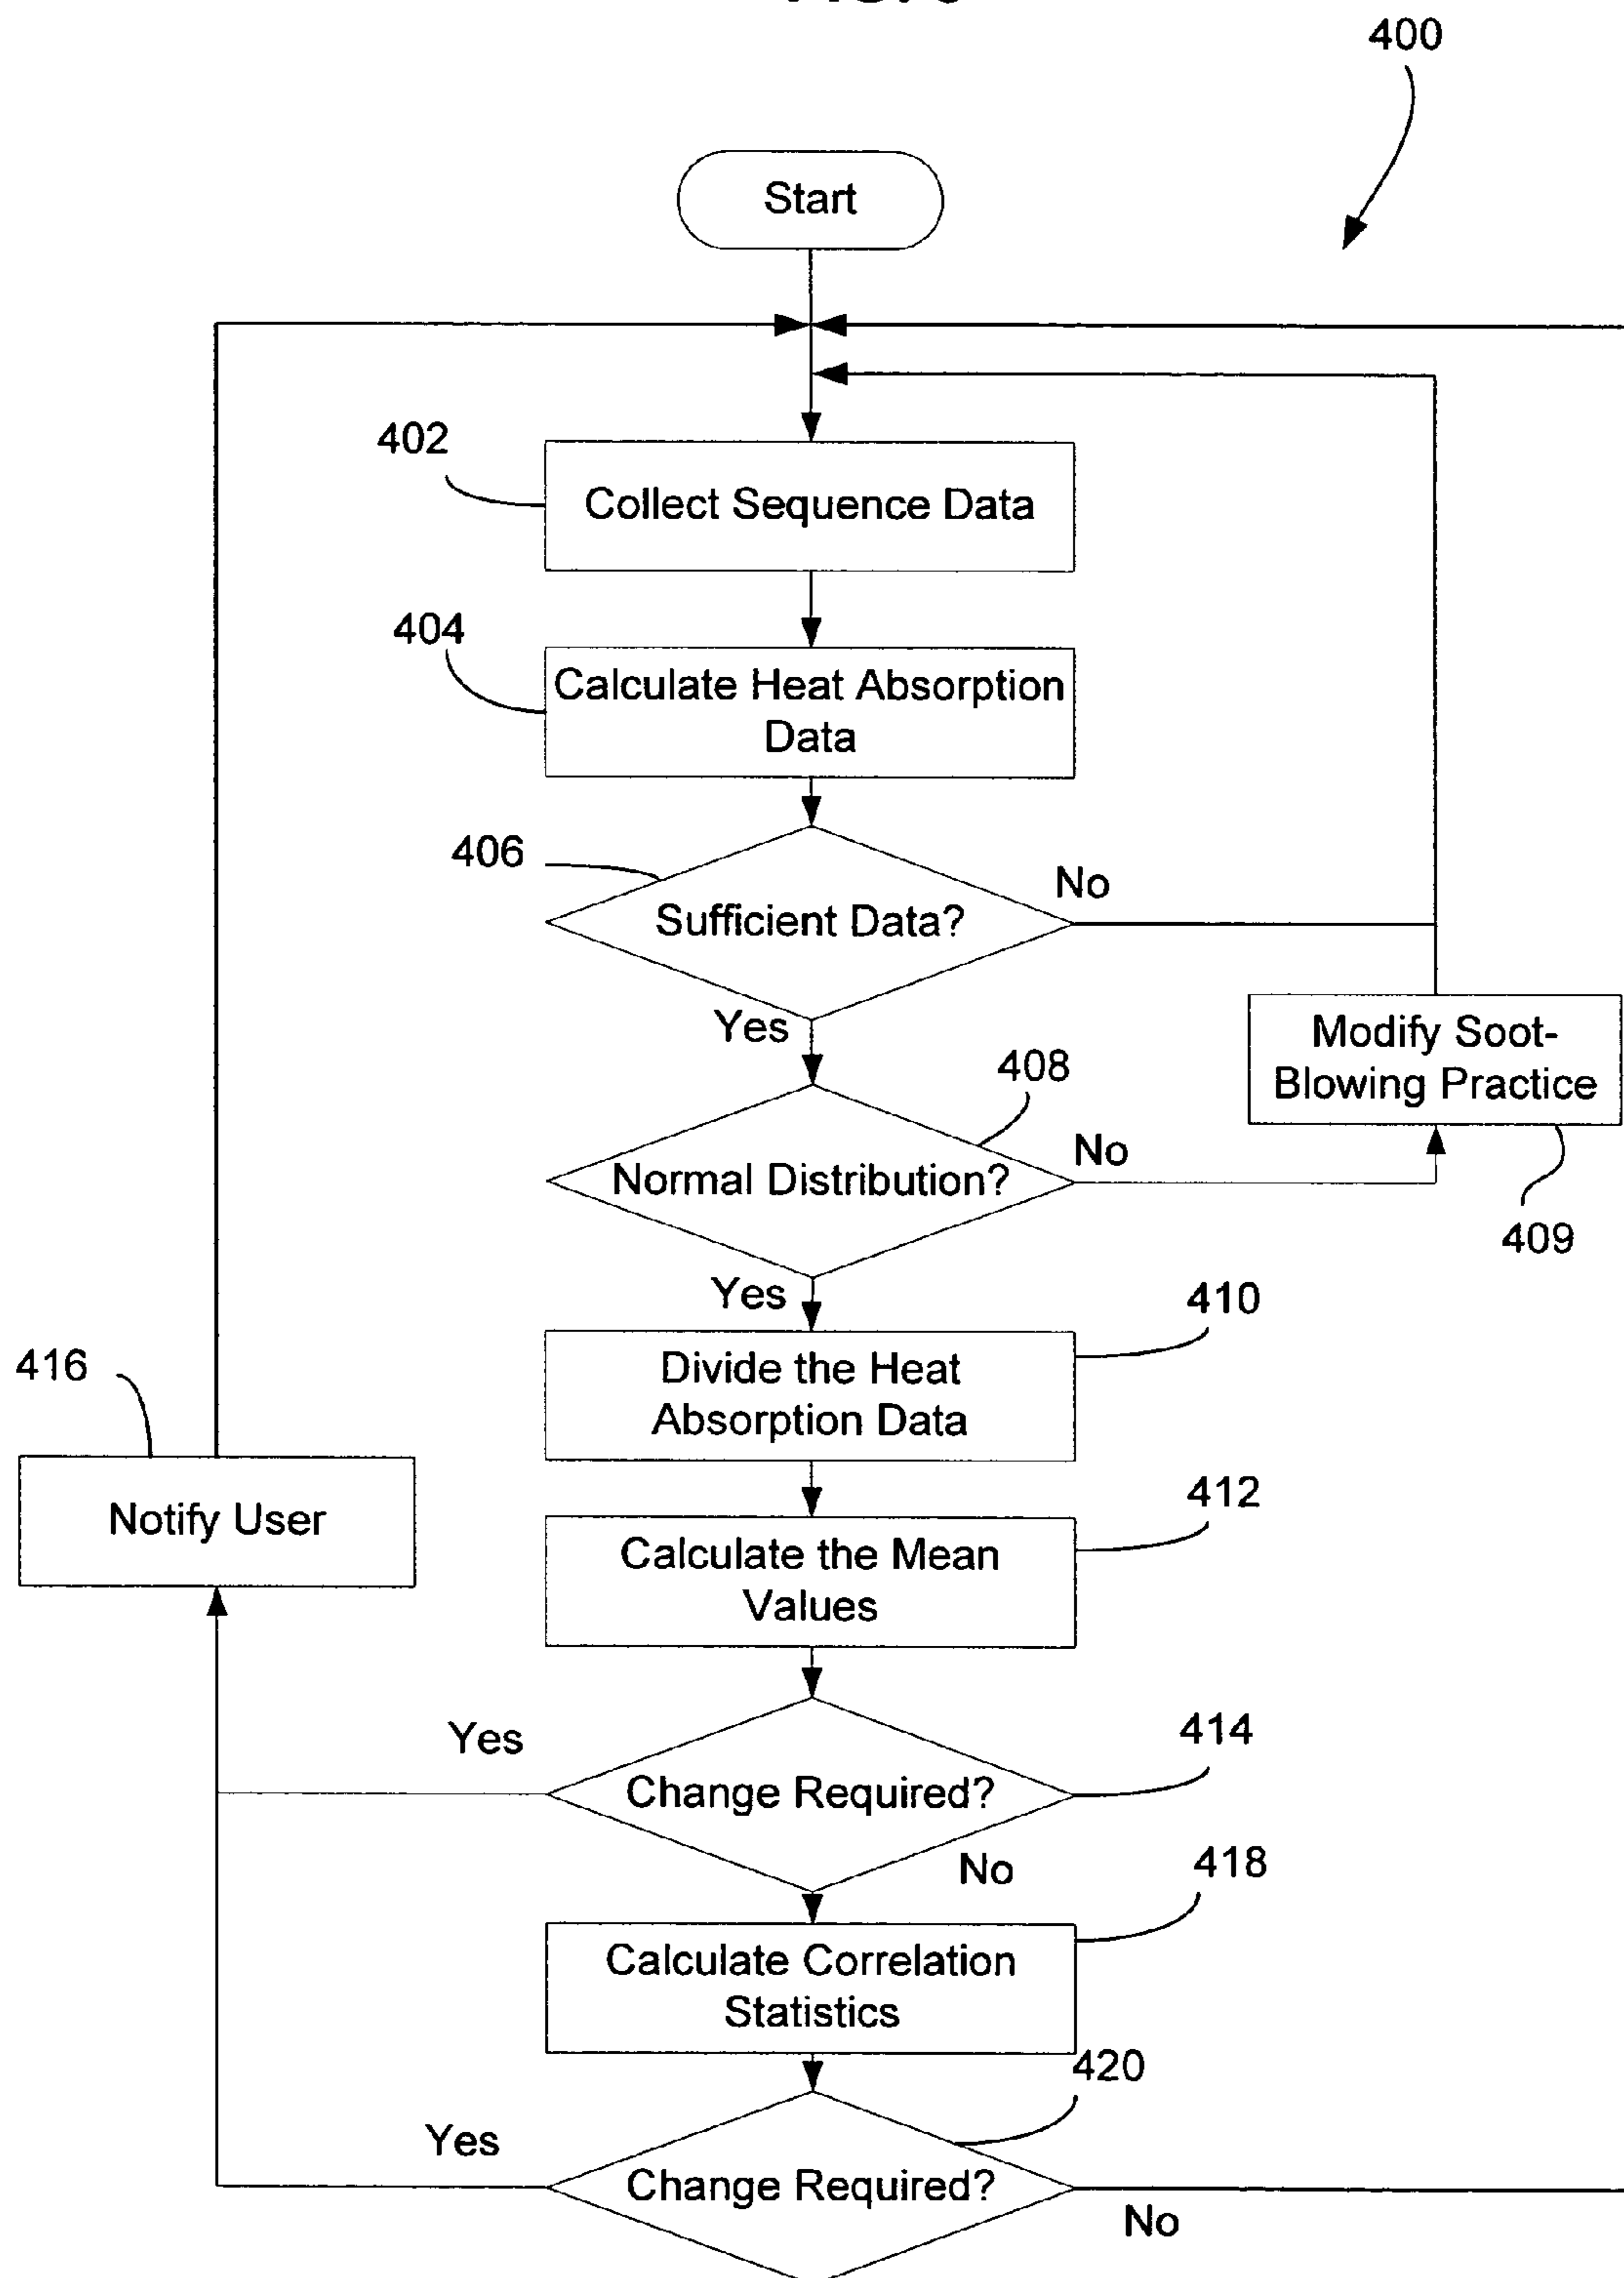 400
Start
402
Collect Sequence Data
404
Calculate Heat Absorption
Data
406
No
Sufficient Data?
Yes
Modify Soot-
Blowing Practice
408
Normal Distribution?
No
409
Yes
410
Divide the Heat
Absorption Data
416
Notify User
412
Calculate the Mean
Values
414
Yes
Change Required?
No
418
Calculate Correlation
Statistics
420
Yes
Change Required?
No